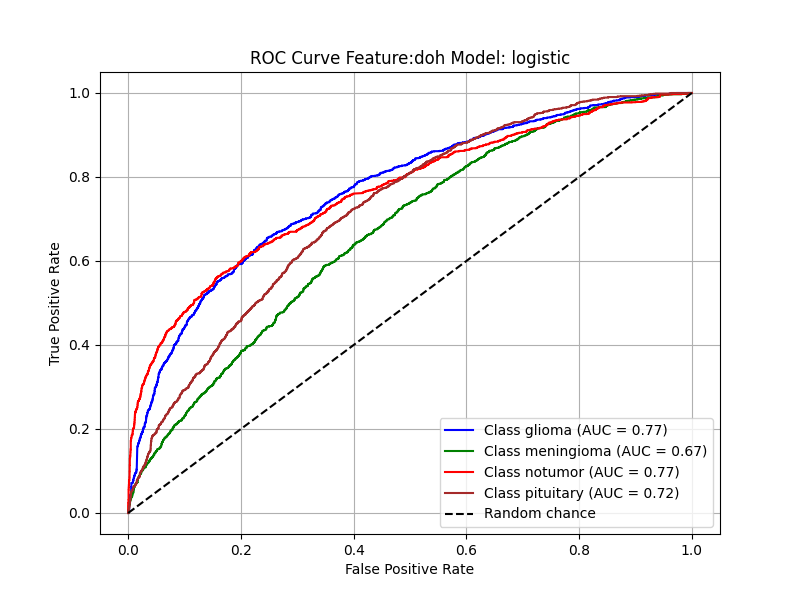 ROC Curve Feature:doh Model: logistic
True Positive Rate
1.0
0.8
0.6
0.4
0.2
0.0
Class glioma (AUC = 0.77)
Class meningioma (AUC = 0.67)
Class notumor (AUC = 0.77)
Class pituitary (AUC = 0.72)
Random chance
0.0 0.2 0.4 0.6 0.8 1.0
False Positive Rate